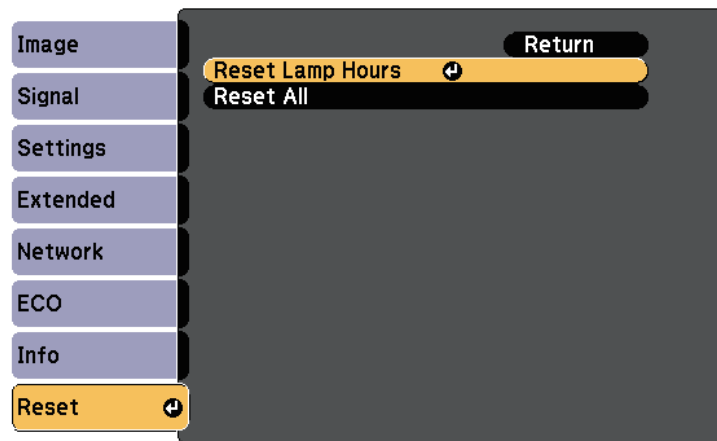 Image
Signal
Settings
Extended
Network
ECO
Info
Reset
Return
Reset Lamp Hours
Reset All